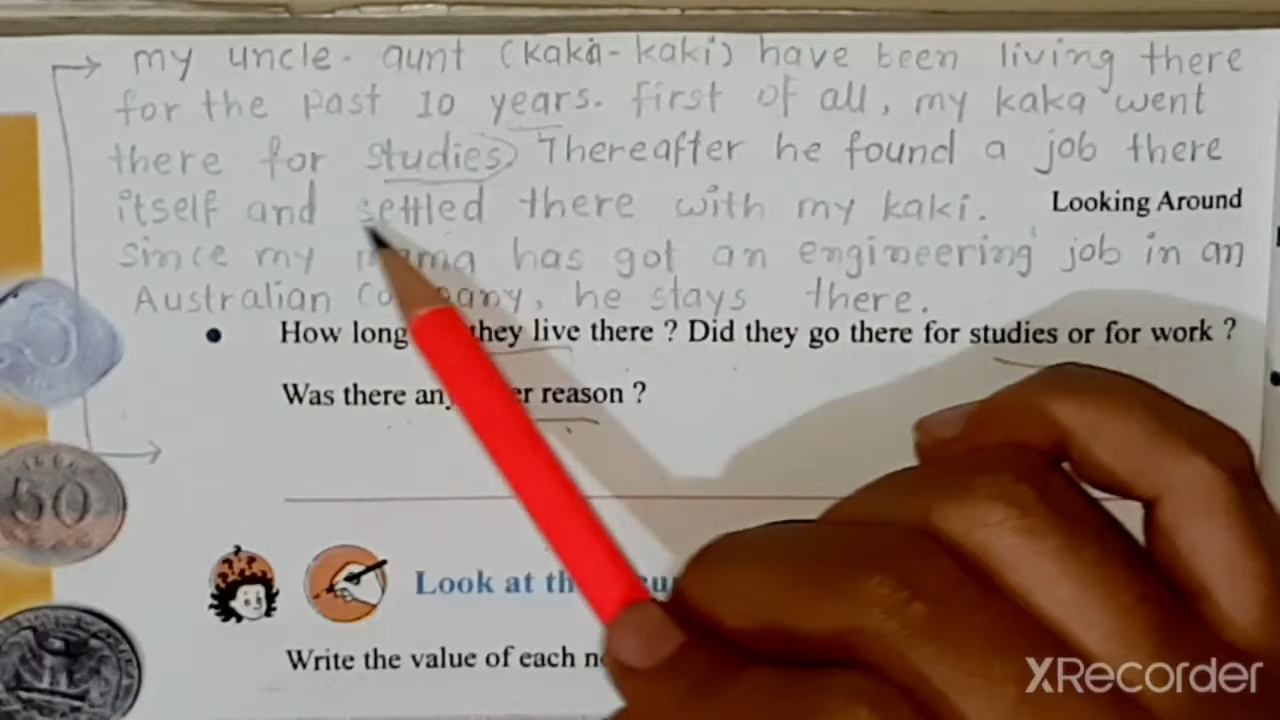 my uncle - aunt (kaka - kaki) have been living there
for the past 10 years. first of all, my kaka went
there for studies) Thereafter he found a job there
itself and settled there with my kaki.
Looking Around
since my mama has got an engineering job in an
Australian company, he stays there.
How long they live there ? Did they go there for studies or for work ?
Was there any reason ?
50
Look at
Write the value of each
XRecorder